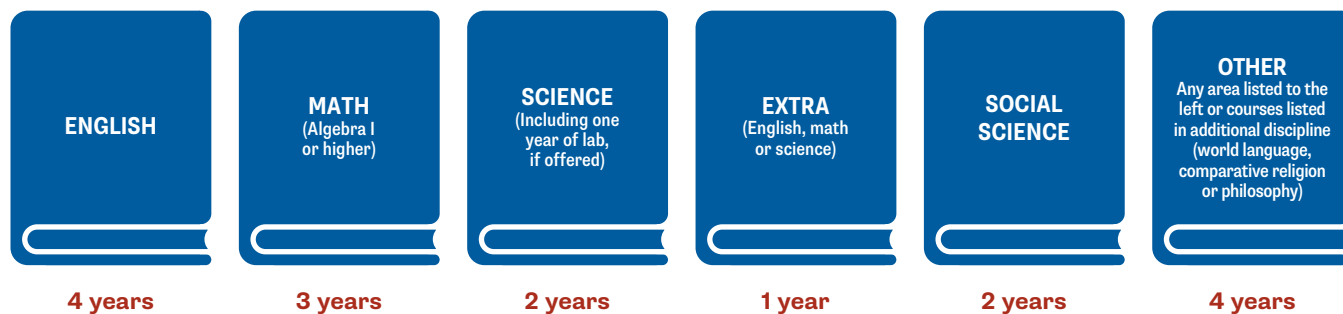 ENGLISH
4 years
MATH
(Algebra I
or higher)
3 years
SCIENCE
(Including one
year of lab,
if offered)
2 years
EXTRA
(English, math
or science)
1 year
SOCIAL
SCIENCE
2 years
OTHER
Any area listed to the
left or courses listed
in additional discipline
(world language,
comparative religion
or philosophy)
4 years